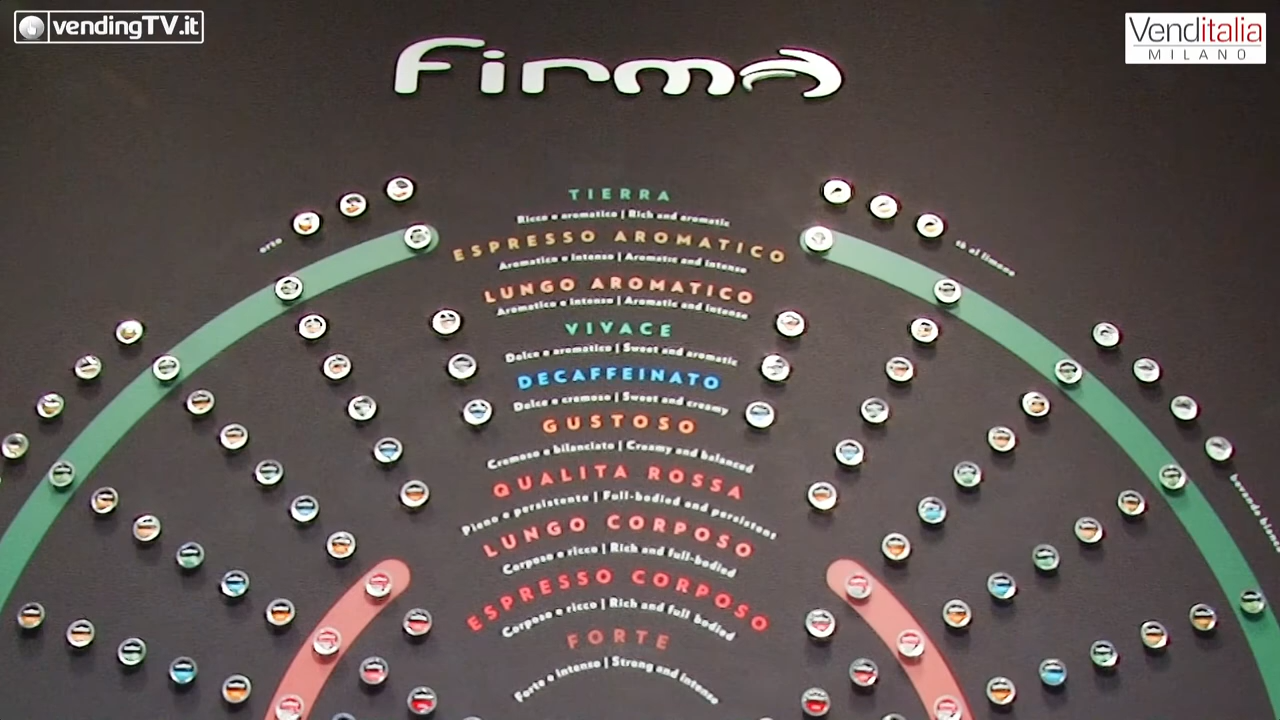 vendingTV.it
Venditalia
MILANO
Firma
TIERRA
Ricco e aromatico | Rich and aromatic
ESPRESSO AROMATICO
Aromatico e intenso | Aromatic and intense
LUNGO AROMATICO
Aromatico e intenso | Aromatic and intense
VIVACE
Dolce e aromatico | Sweet and aromatic
DECAFFEINATO
Dolce e cremoso | Sweet and creamy
GUSTOSO
Cremoso e bilanciato | Creamy and balanced
QUALITA ROSSA
Pieno e persistente | Full-bodied and persistent
LUNGO CORPOSO
Corposo e ricco | Rich and full-bodied
ESPRESSO CORPOSO
Corposo e ricco | Rich and full bodied
FORTE
Forte e intenso | Strong and intense
orzo
tè al limone
bevanda bianca